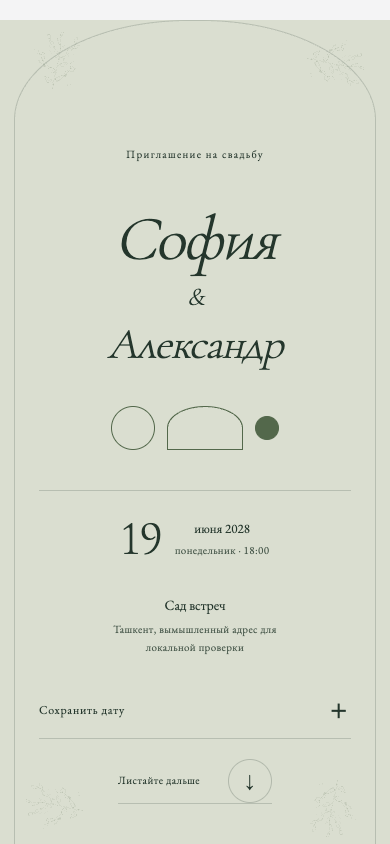 Приглашение на свадьбу
София
&
Александр
19
июня 2028
понедельник · 18:00
Сад встреч
Ташкент, вымышленный адрес для
локальной проверки
Сохранить дату +
Листайте дальше ↓